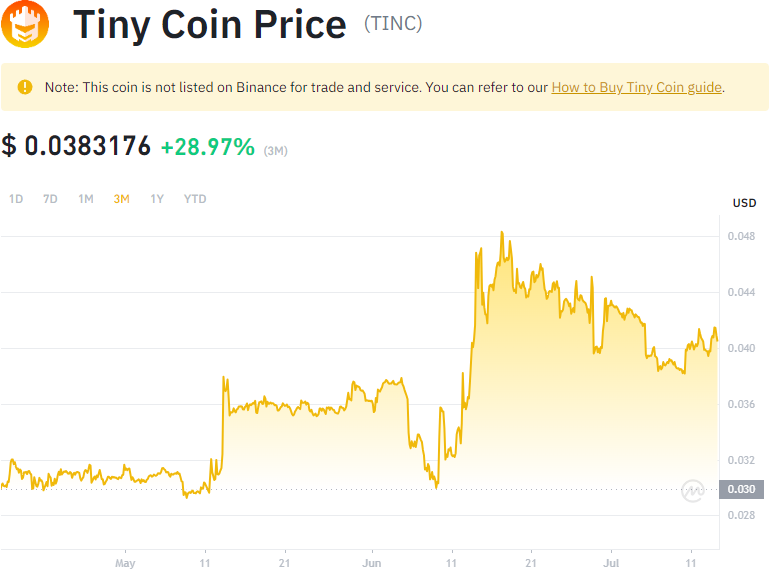 Tiny Coin Price (TINC)
Note: This coin is not listed on Binance for trade and service. You can refer to our How to Buy Tiny Coin guide.
$ 0.0383176 +28.97% (3M)
1D 7D 1M 3M 1Y YTD
USD
0.048
0.044
0.040
0.036
0.032
0.030
0.028
May 11 21 Jun 11 21 Jul 11